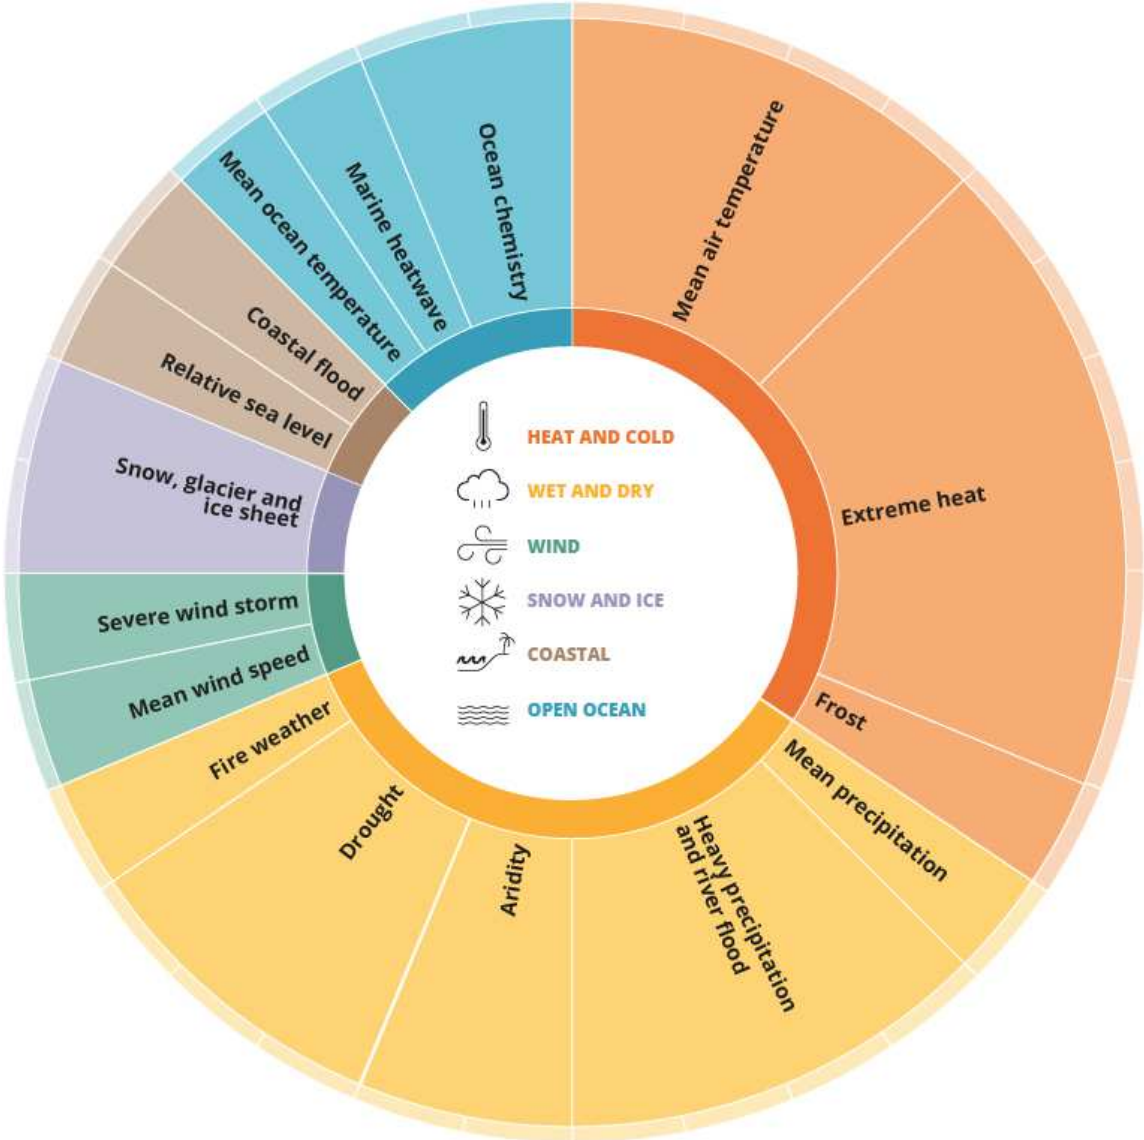 Mean air temperature
Extreme heat
Frost
Mean precipitation
Heavy precipitation
and river flood
Aridity
Drought
Fire weather
Mean wind speed
Severe wind storm
Snow, glacier and
ice sheet
Relative sea level
Coastal flood
Mean ocean temperature
Marine heatwave
Ocean chemistry
HEAT AND COLD
WET AND DRY
WIND
SNOW AND ICE
COASTAL
OPEN OCEAN